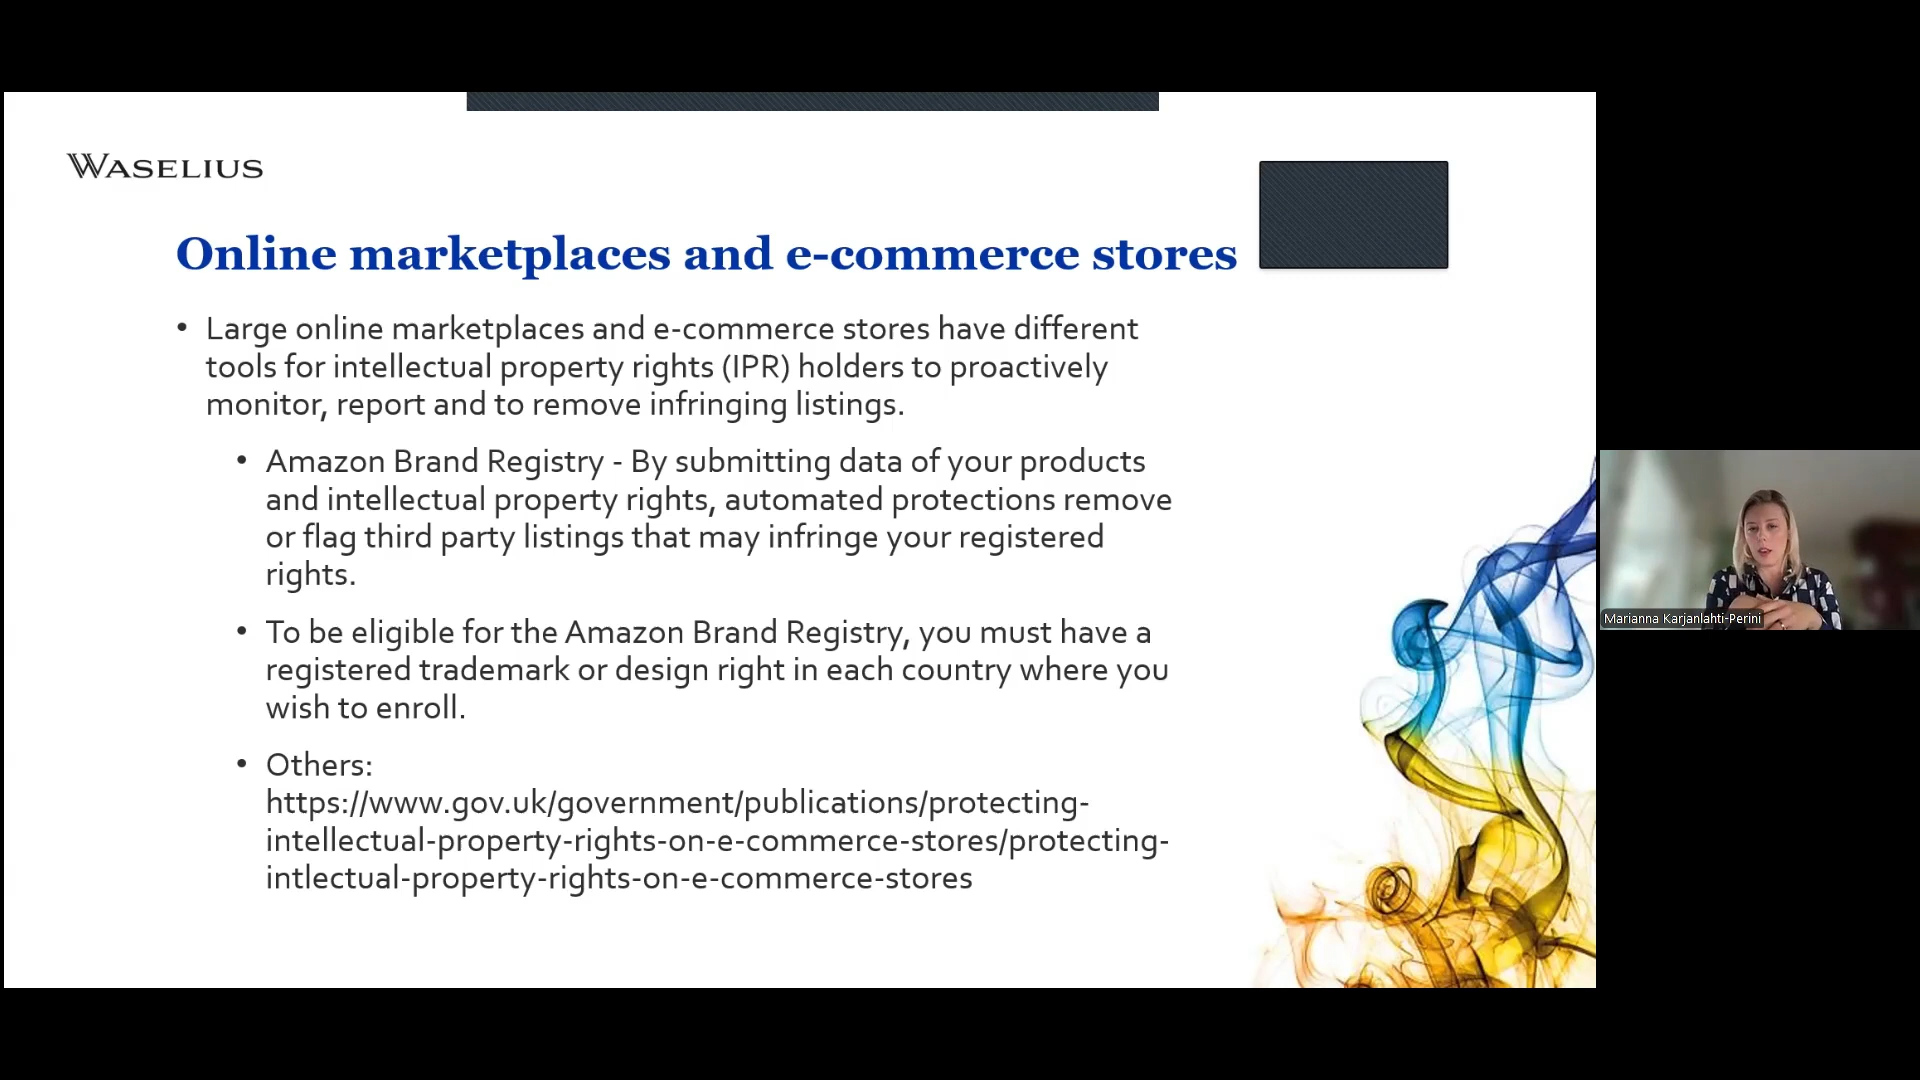 WASELIUS
Online marketplaces and e-commerce stores
• Large online marketplaces and e-commerce stores have different
tools for intellectual property rights (IPR) holders to proactively
monitor, report and to remove infringing listings.
• Amazon Brand Registry - By submitting data of your products
and intellectual property rights, automated protections remove
or flag third party listings that may infringe your registered
rights.
• To be eligible for the Amazon Brand Registry, you must have a
registered trademark or design right in each country where you
wish to enroll.
• Others:
https://www.gov.uk/government/publications/protecting-
intellectual-property-rights-on-e-commerce-stores/protecting-
intlectual-property-rights-on-e-commerce-stores
Marianna Karjanlahti-Perini